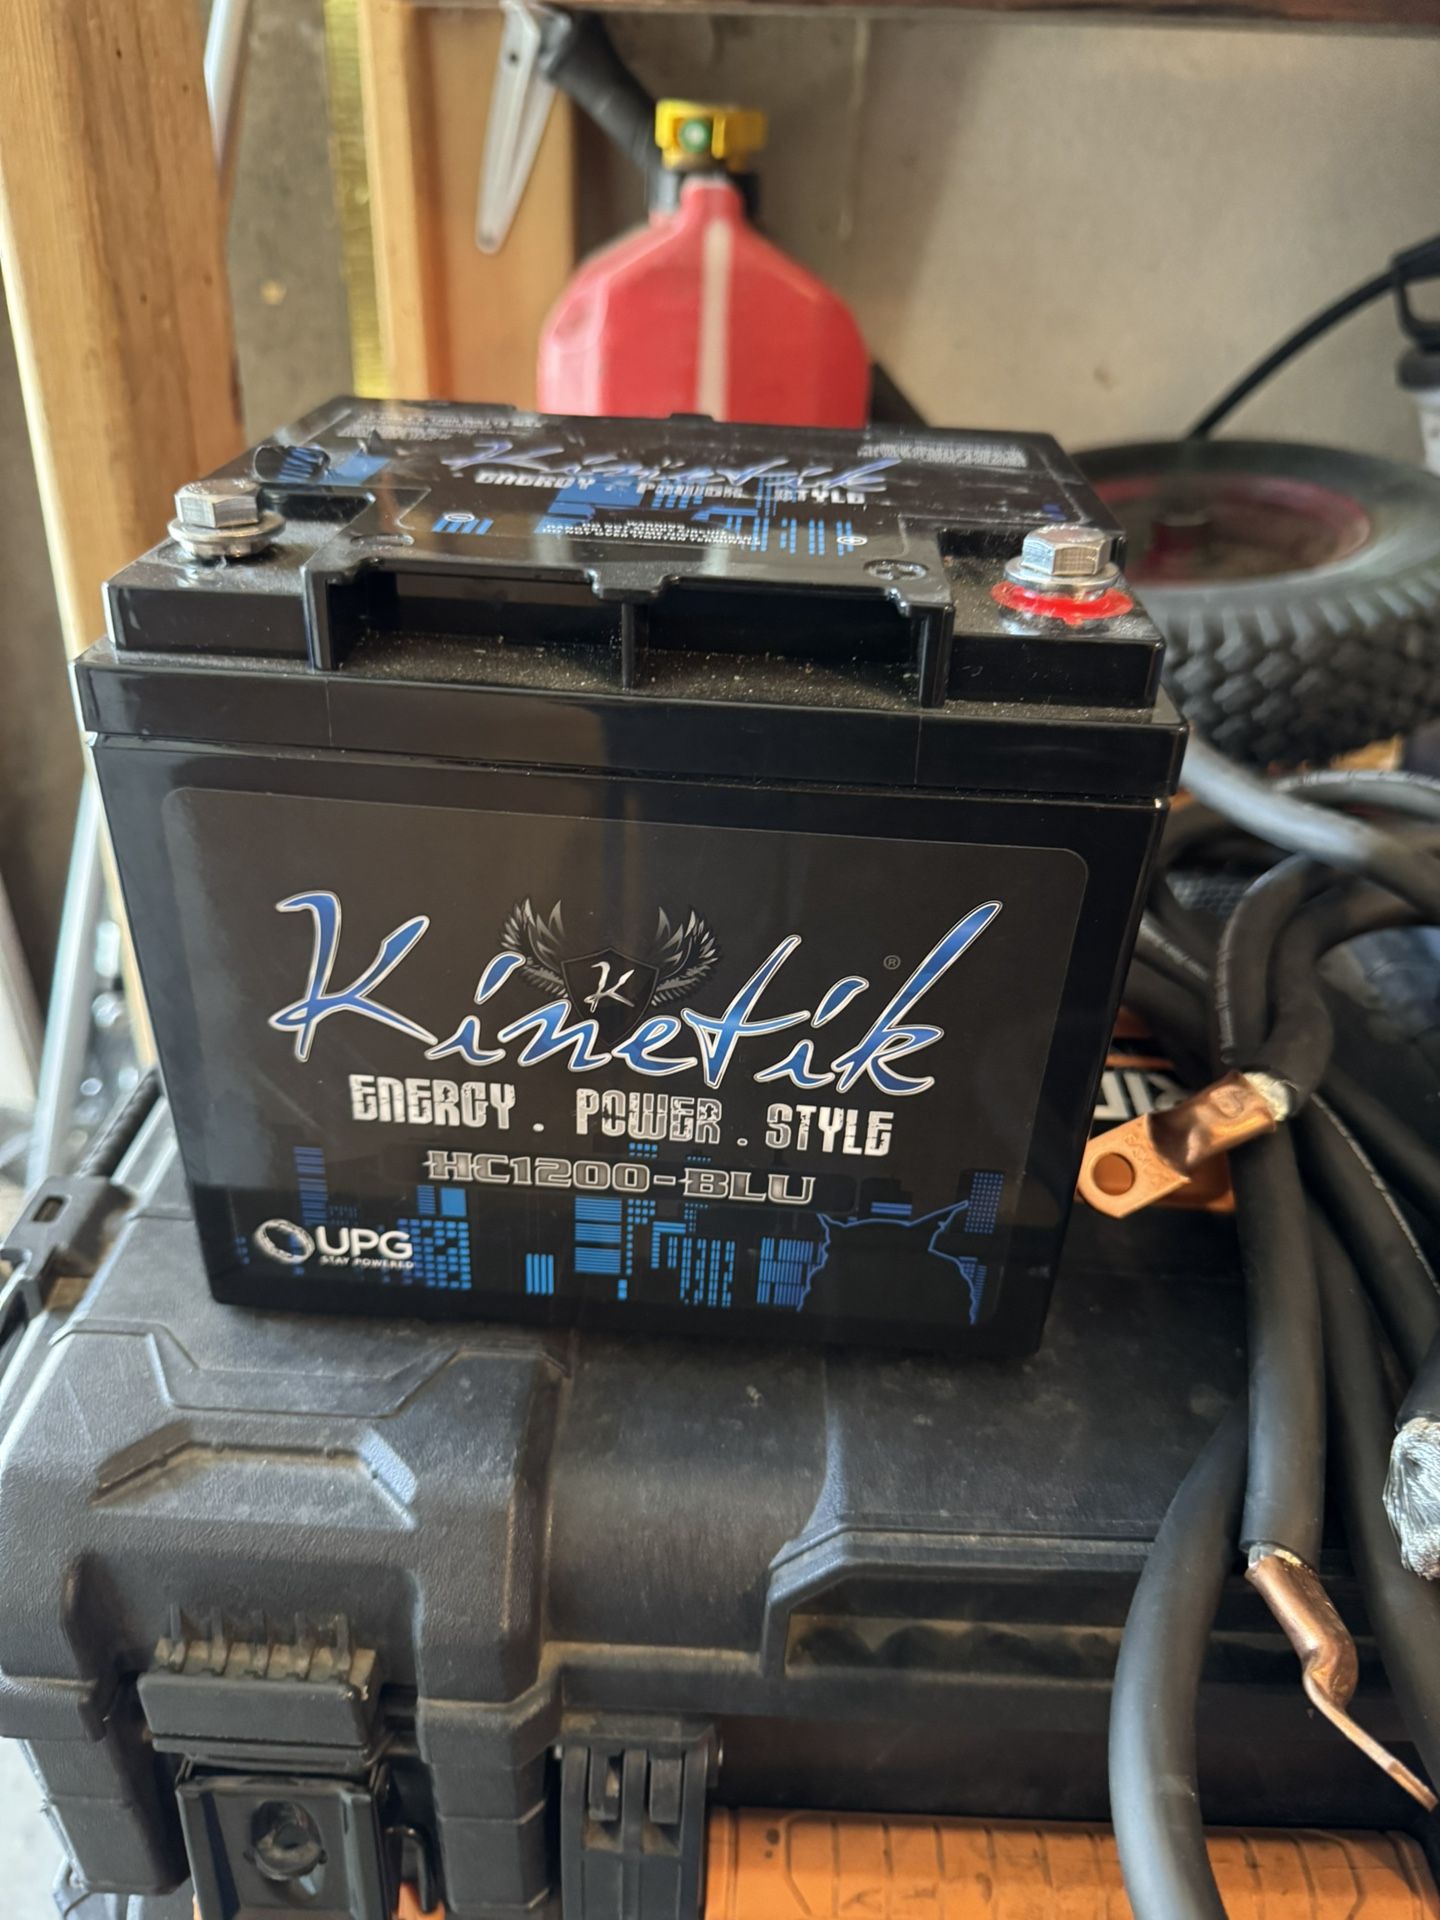 Kinetik
ENERGY . POWER . STYLE
K
Kinetik ®
ENERGY . POWER . STYLE
HC1200-BLU
UPG
STAY POWERED